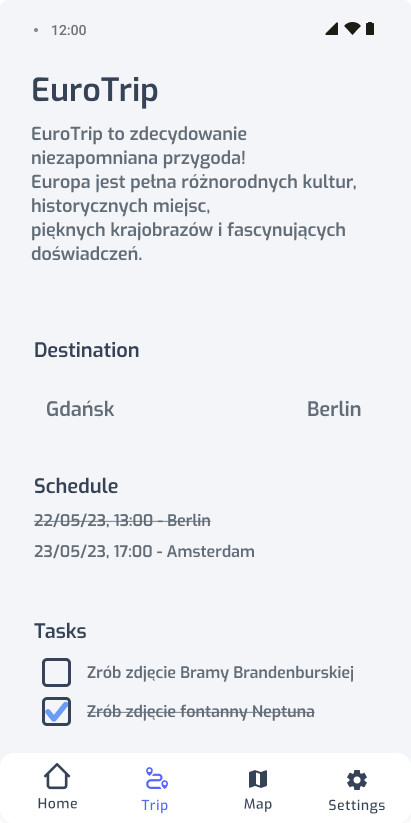 12:00
EuroTrip
EuroTrip to zdecydowanie
niezapomniana przygoda!
Europa jest pełna różnorodnych kultur,
historycznych miejsc,
pięknych krajobrazów i fascynujących
doświadczeń.
Destination
Gdańsk Berlin
Schedule
22/05/23, 13:00 - Berlin
23/05/23, 17:00 - Amsterdam
Tasks
Zrób zdjęcie Bramy Brandenburskiej
Zrób zdjęcie fontanny Neptuna
Home Trip Map Settings